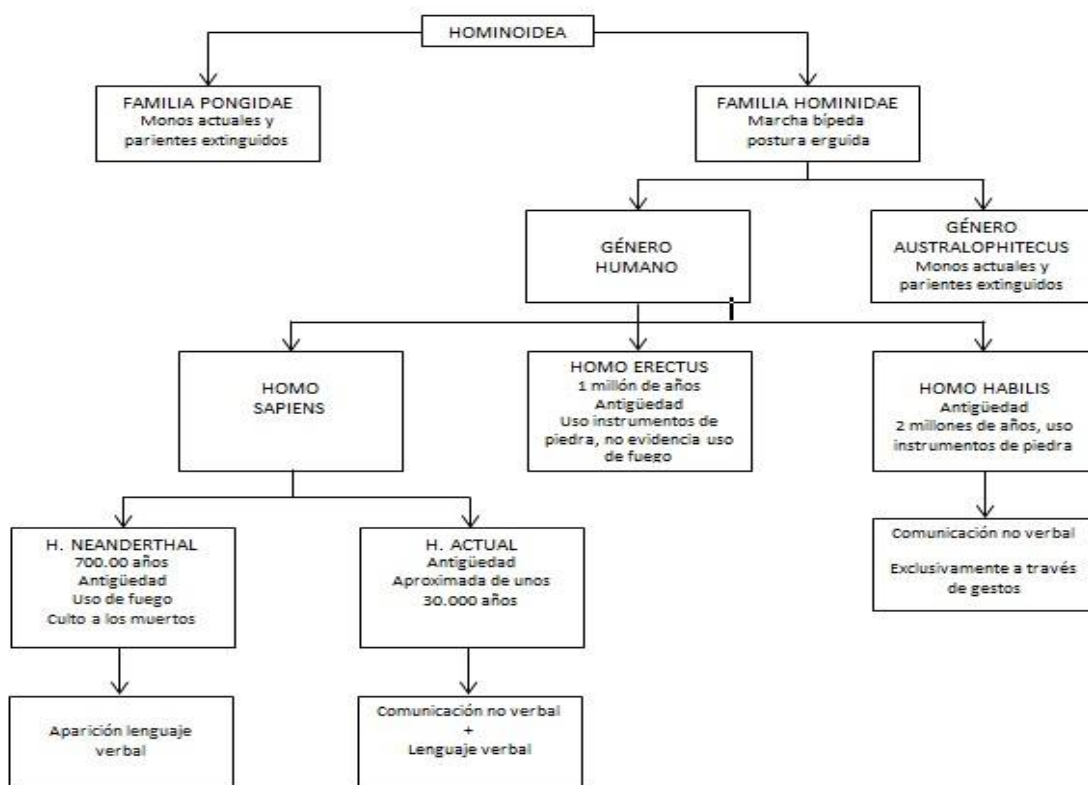 HOMINOIDEA
FAMILIA PONGIDAE
Monos actuales y
parientes extinguidos
FAMILIA HOMINIDAE
Marcha bípeda
postura erguida
GÉNERO
HUMANO
GÉNERO
AUSTRALOPHITECUS
Monos actuales y
parientes extinguidos
HOMO
SAPIENS
HOMO ERECTUS
1 millón de años
Antigüedad
Uso instrumentos de
piedra, no evidencia uso
de fuego
HOMO HABILIS
Antigüedad
2 millones de años, uso
instrumentos de piedra
H. NEANDERTHAL
700.00 años
Antigüedad
Uso de fuego
Culto a los muertos
H. ACTUAL
Antigüedad
Aproximada de unos
30.000 años
Comunicación no verbal
Exclusivamente a través
de gestos
Aparición lenguaje
verbal
Comunicación no verbal
+
Lenguaje verbal